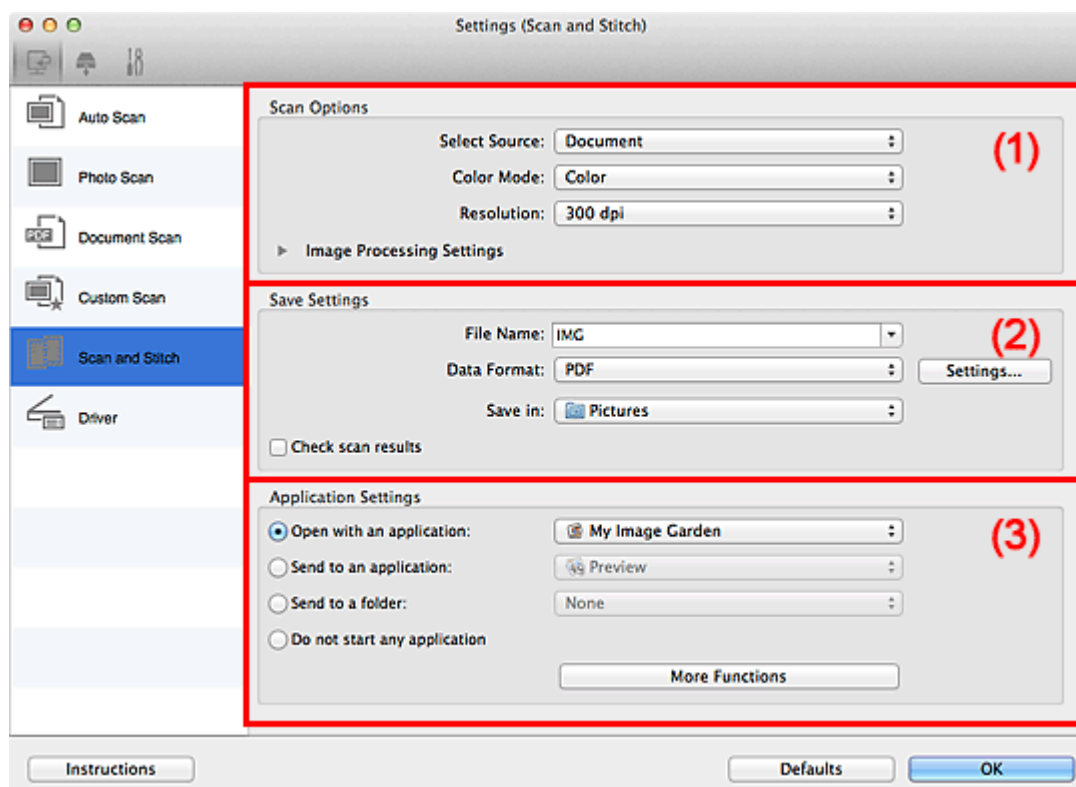 Settings (Scan and Stitch)
Auto Scan
Photo Scan
PDF
Document Scan
Custom Scan
Scan and Stitch
Driver
Scan Options
(1)
Select Source: Document
Color Mode: Color
Resolution: 300 dpi
Image Processing Settings
Save Settings
(2)
File Name: IMG
Data Format: PDF Settings...
Save in: Pictures
Check scan results
Application Settings
(3)
Open with an application: My Image Garden
Send to an application: Preview
Send to a folder: None
Do not start any application
More Functions
Instructions Defaults OK